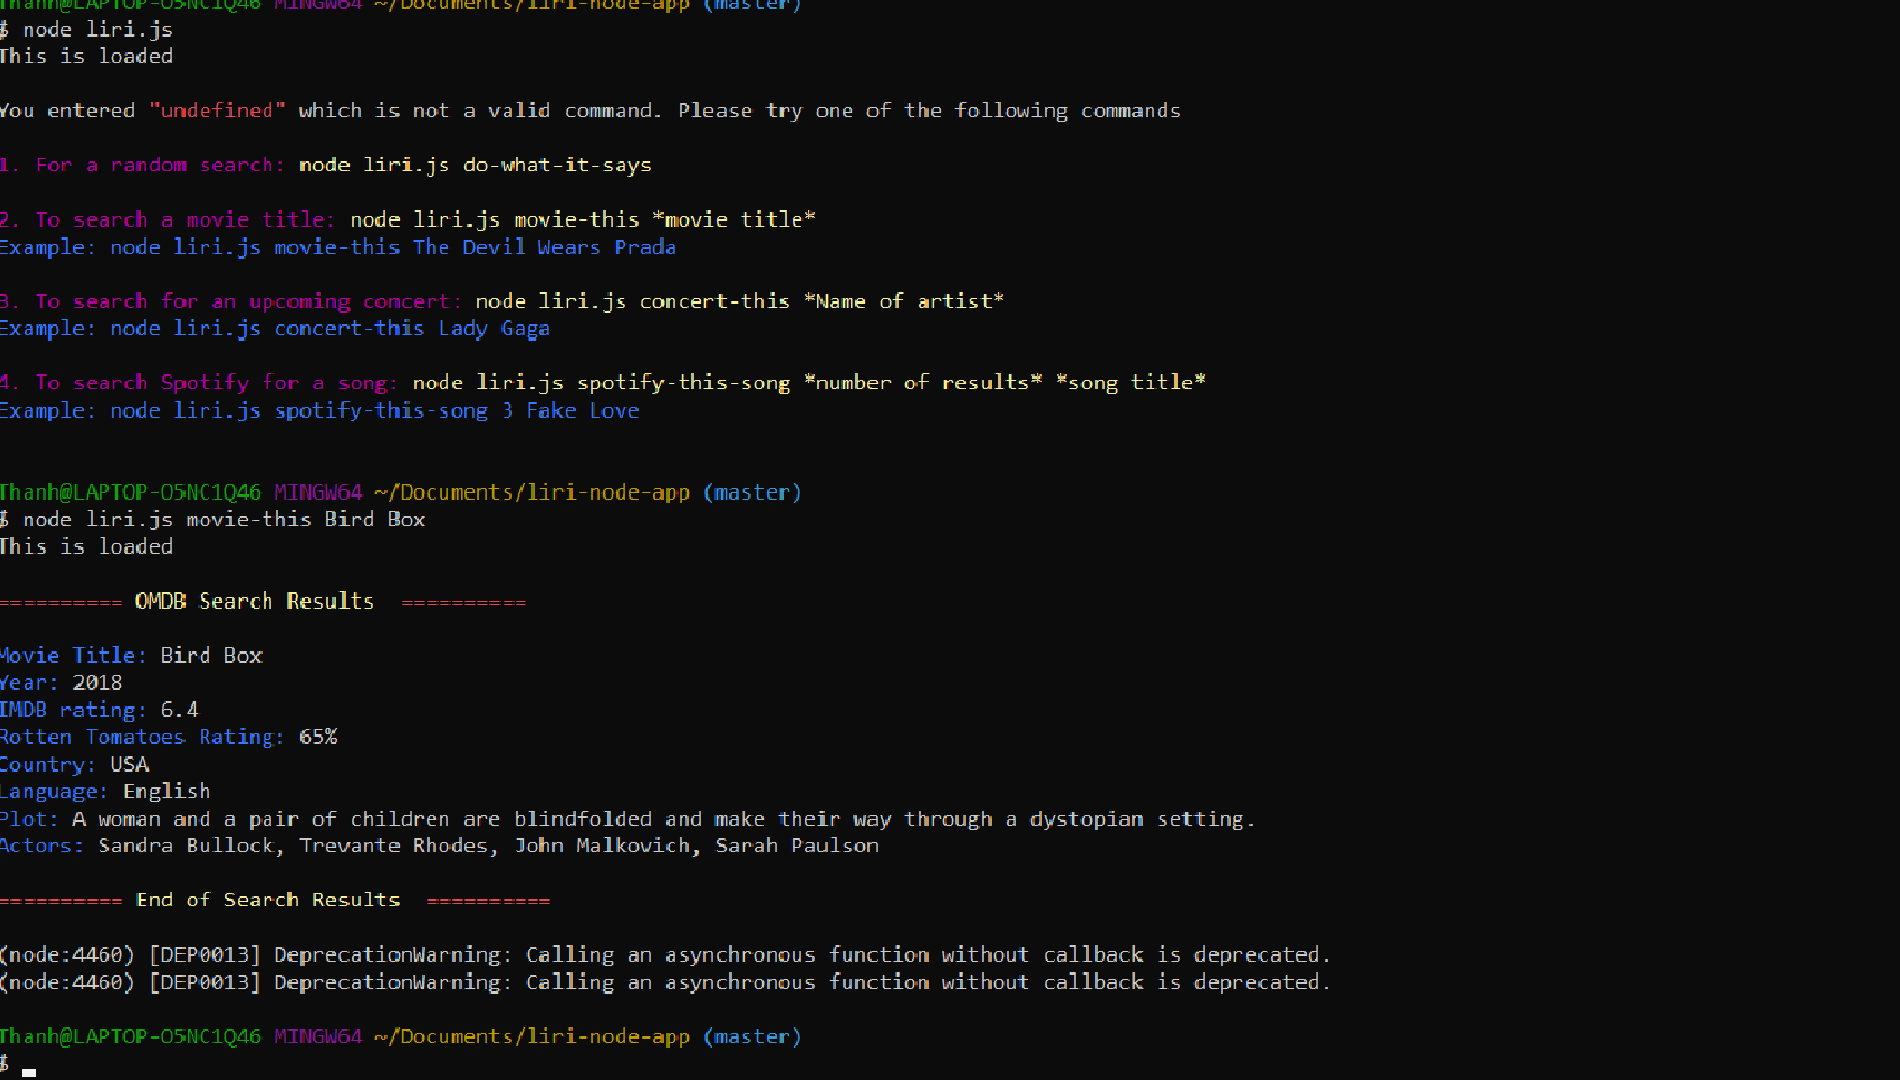 Thanh@LAPTOP-O5NC1Q46 MINGW64 ~/Documents/liri-node-app (master)
$ node liri.js
This is loaded
You entered "undefined" which is not a valid command. Please try one of the following commands
1. For a random search: node liri.js do-what-it-says
2. To search a movie title: node liri.js movie-this *movie title*
Example: node liri.js movie-this The Devil Wears Prada
3. To search for an upcoming concert: node liri.js concert-this *Name of artist*
Example: node liri.js concert-this Lady Gaga
4. To search Spotify for a song: node liri.js spotify-this-song *number of results* *song title*
Example: node liri.js spotify-this-song 3 Fake Love
Thanh@LAPTOP-O5NC1Q46 MINGW64 ~/Documents/liri-node-app (master)
$ node liri.js movie-this Bird Box
This is loaded
========== OMDB Search Results  ==========
Movie Title: Bird Box
Year: 2018
IMDB rating: 6.4
Rotten Tomatoes Rating: 65%
Country: USA
Language: English
Plot: A woman and a pair of children are blindfolded and make their way through a dystopian setting.
Actors: Sandra Bullock, Trevante Rhodes, John Malkovich, Sarah Paulson
========== End of Search Results  ==========
(node:4460) [DEP0013] DeprecationWarning: Calling an asynchronous function without callback is deprecated.
(node:4460) [DEP0013] DeprecationWarning: Calling an asynchronous function without callback is deprecated.
Thanh@LAPTOP-O5NC1Q46 MINGW64 ~/Documents/liri-node-app (master)
$